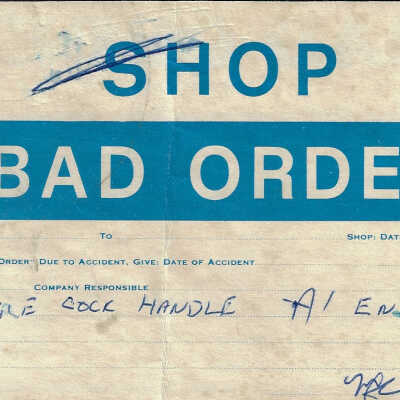 SHOP
BAD ORDE
TO SHOP: DAT
ORDER" DUE TO ACCIDENT, GIVE: DATE OF ACCIDENT
COMPANY RESPONSIBLE
COCK HANDLE A1 EN